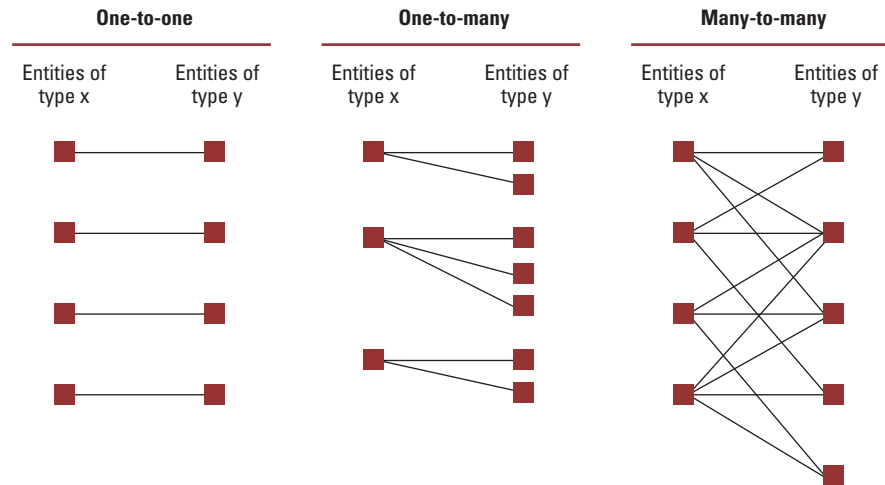 One-to-one
Entities of
type x
Entities of
type y
One-to-many
Entities of
type x
Entities of
type y
Many-to-many
Entities of
type x
Entities of
type y